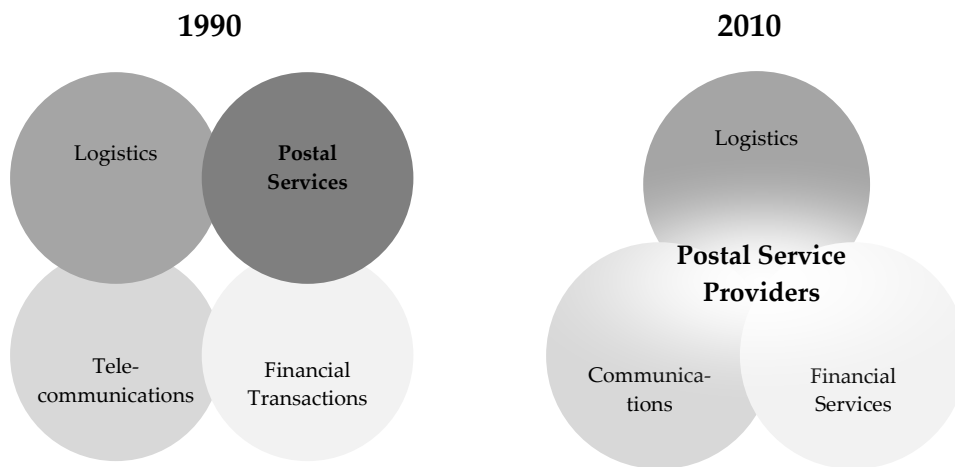 1990
Logistics
Postal
Services
Tele-
communications
Financial
Transactions
2010
Logistics
Postal Service
Providers
Communica-
tions
Financial
Services